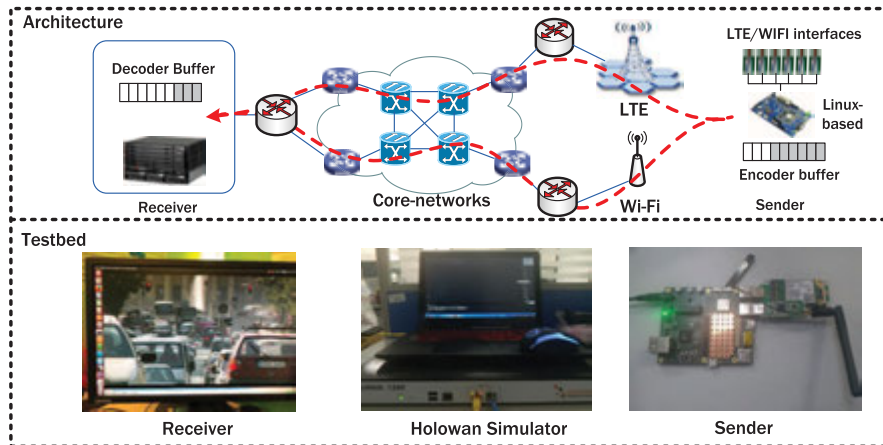 Architecture
Decoder Buffer
Receiver
Core-networks
LTE
Wi-Fi
LTE/WIFI interfaces
Linux-
based
Encoder buffer
Sender
Testbed
Receiver
Holowan Simulator
Sender